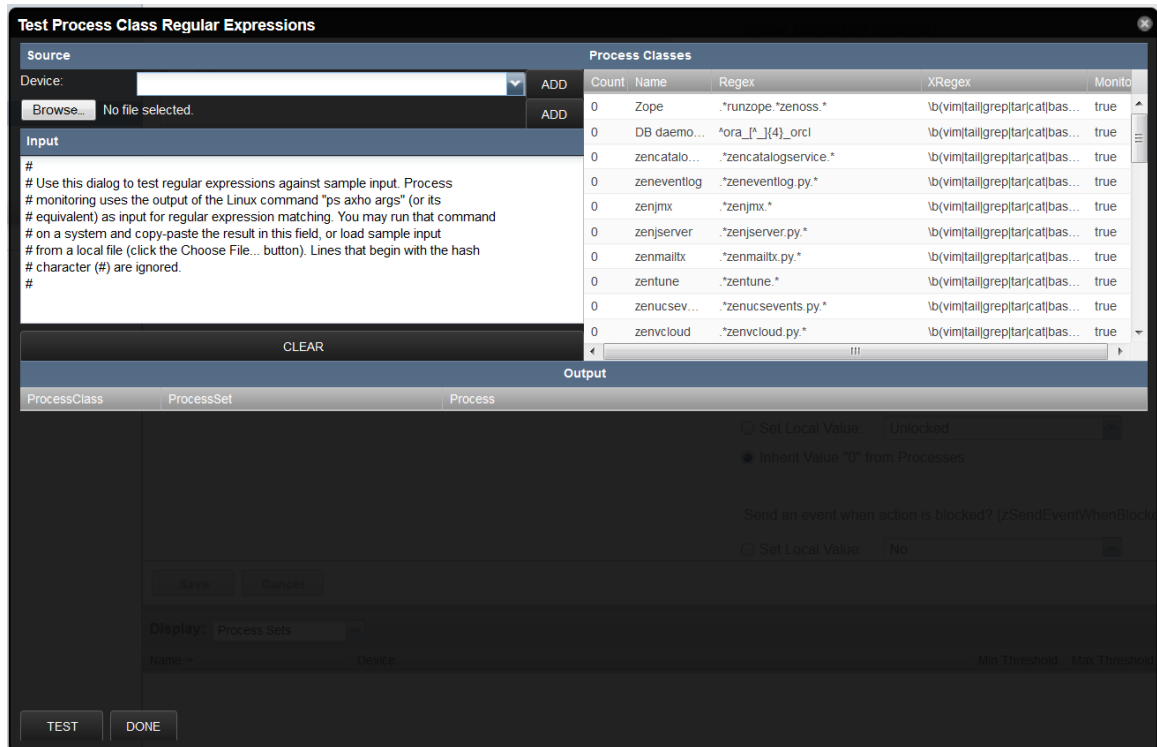 Test Process Class Regular Expressions
Source
Device:
ADD
Browse... No file selected.
ADD
Input
#
# Use this dialog to test regular expressions against sample input. Process
# monitoring uses the output of the Linux command "ps axho args" (or its
# equivalent) as input for regular expression matching. You may run that command
# on a system and copy-paste the result in this field, or load sample input
# from a local file (click the Choose File... button). Lines that begin with the hash
# character (#) are ignored.
#
CLEAR
Process Classes
Count Name Regex XRegex Monito
0 Zope .*runzope.*zenoss.* \b(vim|tail|grep|tar|cat|bas... true
0 DB daemo... ^ora_[^_]{4}_orcl \b(vim|tail|grep|tar|cat|bas... true
0 zencatalo... .*zencatalogservice.* \b(vim|tail|grep|tar|cat|bas... true
0 zeneventlog .*zeneventlog.py.* \b(vim|tail|grep|tar|cat|bas... true
0 zenjmx .*zenjmx.* \b(vim|tail|grep|tar|cat|bas... true
0 zenjserver .*zenjserver.py.* \b(vim|tail|grep|tar|cat|bas... true
0 zenmailtx .*zenmailtx.py.* \b(vim|tail|grep|tar|cat|bas... true
0 zentune .*zentune.* \b(vim|tail|grep|tar|cat|bas... true
0 zenucsev... .*zenucsevents.py.* \b(vim|tail|grep|tar|cat|bas... true
0 zenvcloud .*zenvcloud.py.* \b(vim|tail|grep|tar|cat|bas... true
Output
ProcessClass ProcessSet Process
Set Local Value: Unlocked
Inherit Value "0" from Processes
Send an event when action is blocked? (zSendEventWhenBlocke
Set Local Value: No
Save Cancel
Display: Process Sets
Name Device Min Threshold Max Threshold
TEST DONE